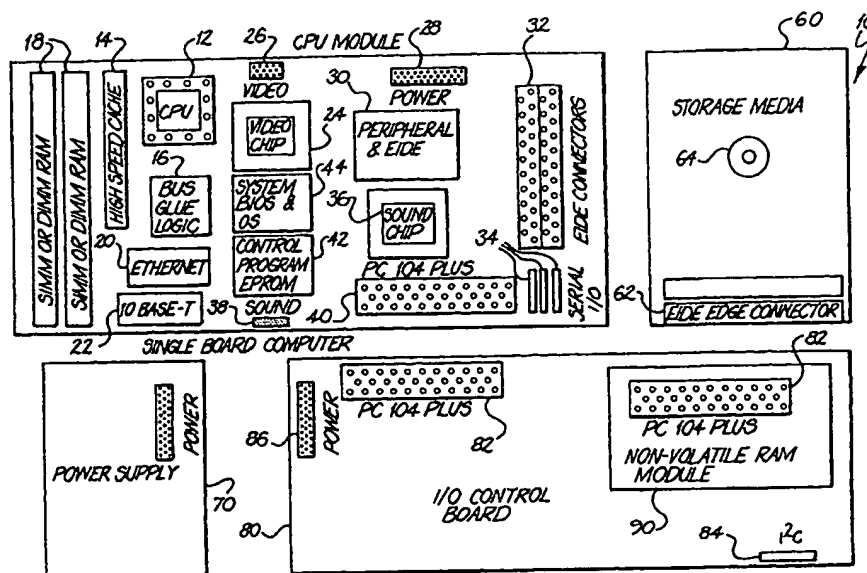 18
14
12
26
CPU MODULE
28
32
60
10
SIMM OR DIMM RAM
SIMM OR DIMM RAM
HIGH SPEED CACHE
CPU
VIDEO
VIDEO
CHIP
24
30
POWER
PERIPHERAL
& EIDE
EIDE CONNECTORS
STORAGE MEDIA
64
16
BUS
GLUE
LOGIC
SYSTEM
BIOS &
OS
44
36
SOUND
CHIP
34
20
ETHERNET
CONTROL
PROGRAM
EPROM
42
PC 104 PLUS
40
SERIAL
I/O
10 BASE-T
22
SOUND
38
62
EIDE EDGE CONNECTOR
SINGLE BOARD COMPUTER
POWER
POWER SUPPLY
70
86
POWER
PC 104 PLUS
82
82
PC 104 PLUS
NON-VOLATILE RAM
MODULE
I/O CONTROL
BOARD
80
90
84
I²C